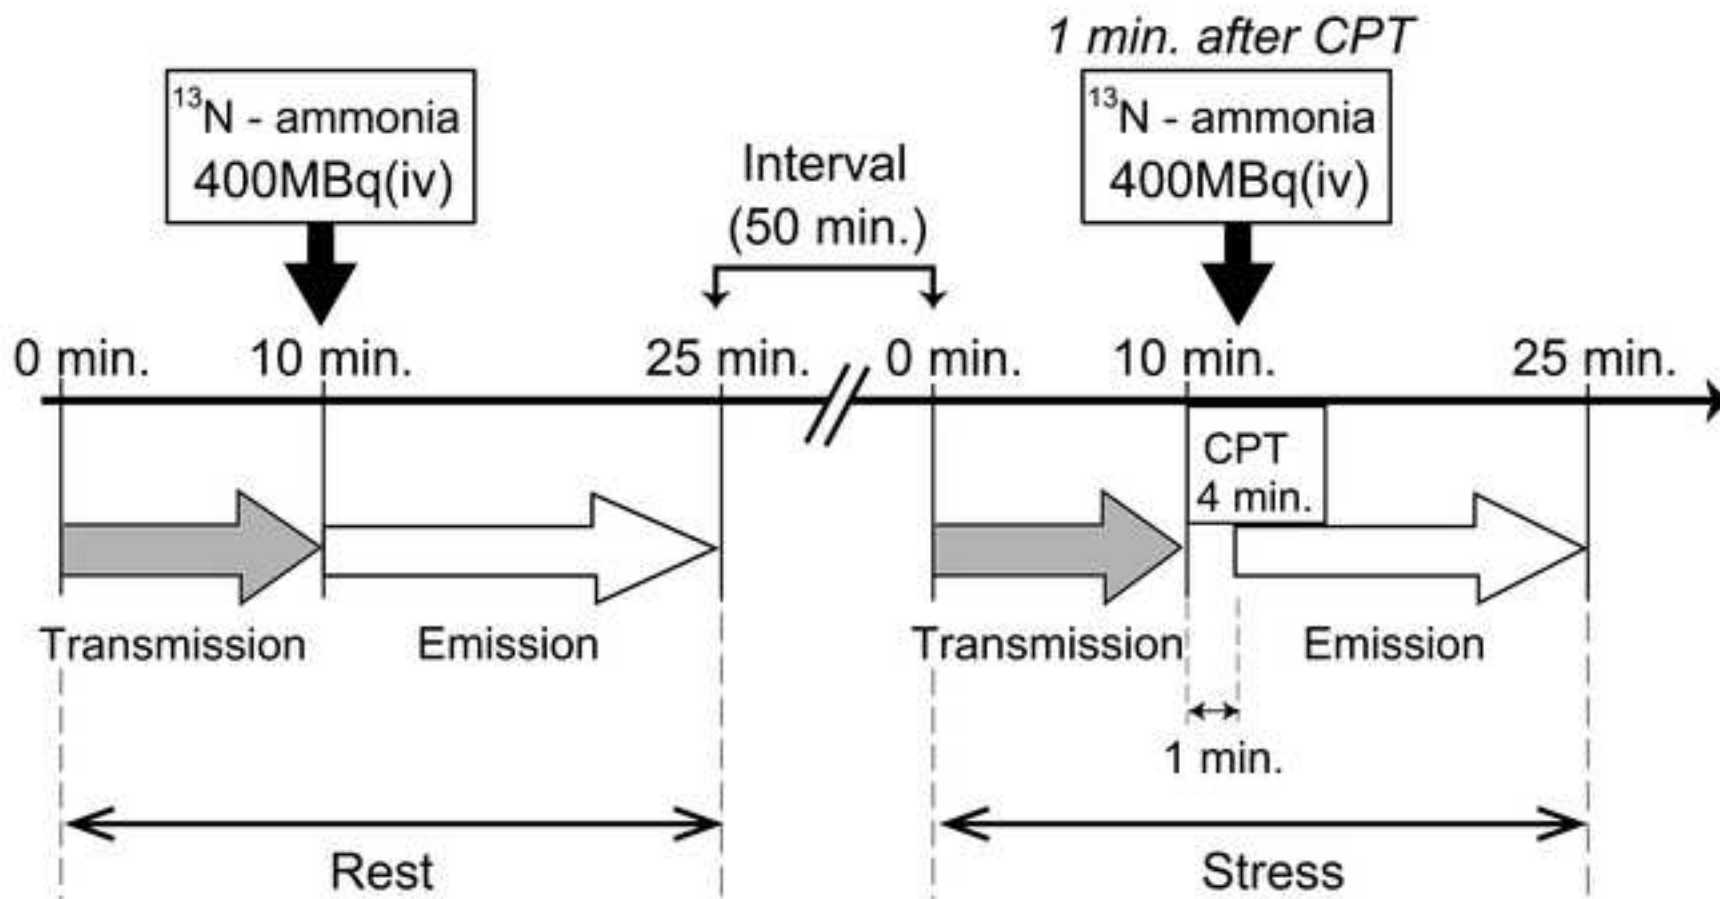 1 min. after CPT
¹³N - ammonia
400MBq(iv)
Interval
(50 min.)
¹³N - ammonia
400MBq(iv)
0 min.
10 min.
25 min.
0 min.
10 min.
25 min.
CPT
4 min.
Transmission
Emission
Transmission
Emission
1 min.
Rest
Stress